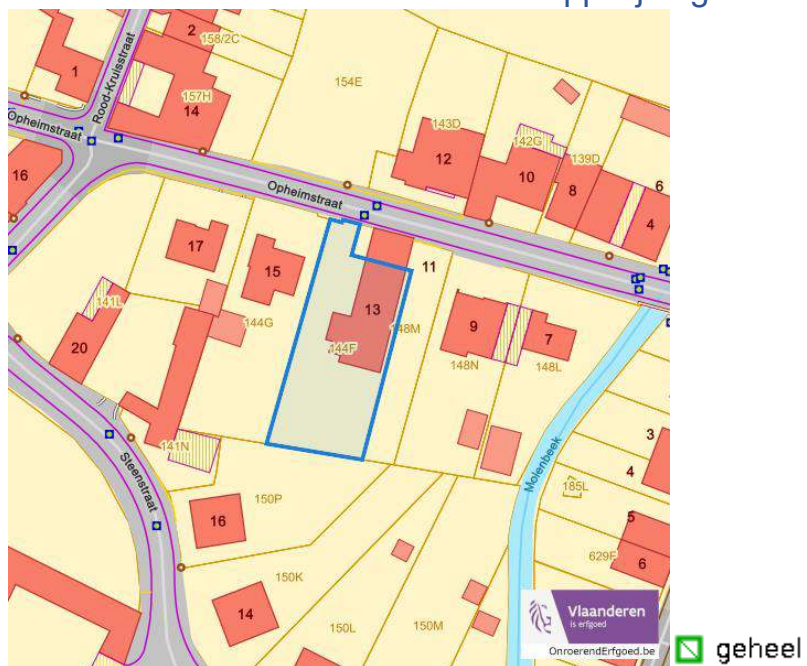 2
158/2C
1
Rood-Kruisstraat
157H
14
154E
Opheimstraat
143D
12
142G
10
139D
8
6
4
16
Opheimstraat
17
15
11
13
141L
144G
148M
9
7
20
144F
148N
148L
Molenbeek
3
4
141N
Steenstraat
150P
185L
16
5
629F
6
150K
14
150L
150M
Vlaanderen
is erfgoed
OnroerendErfgoed.be
geheel